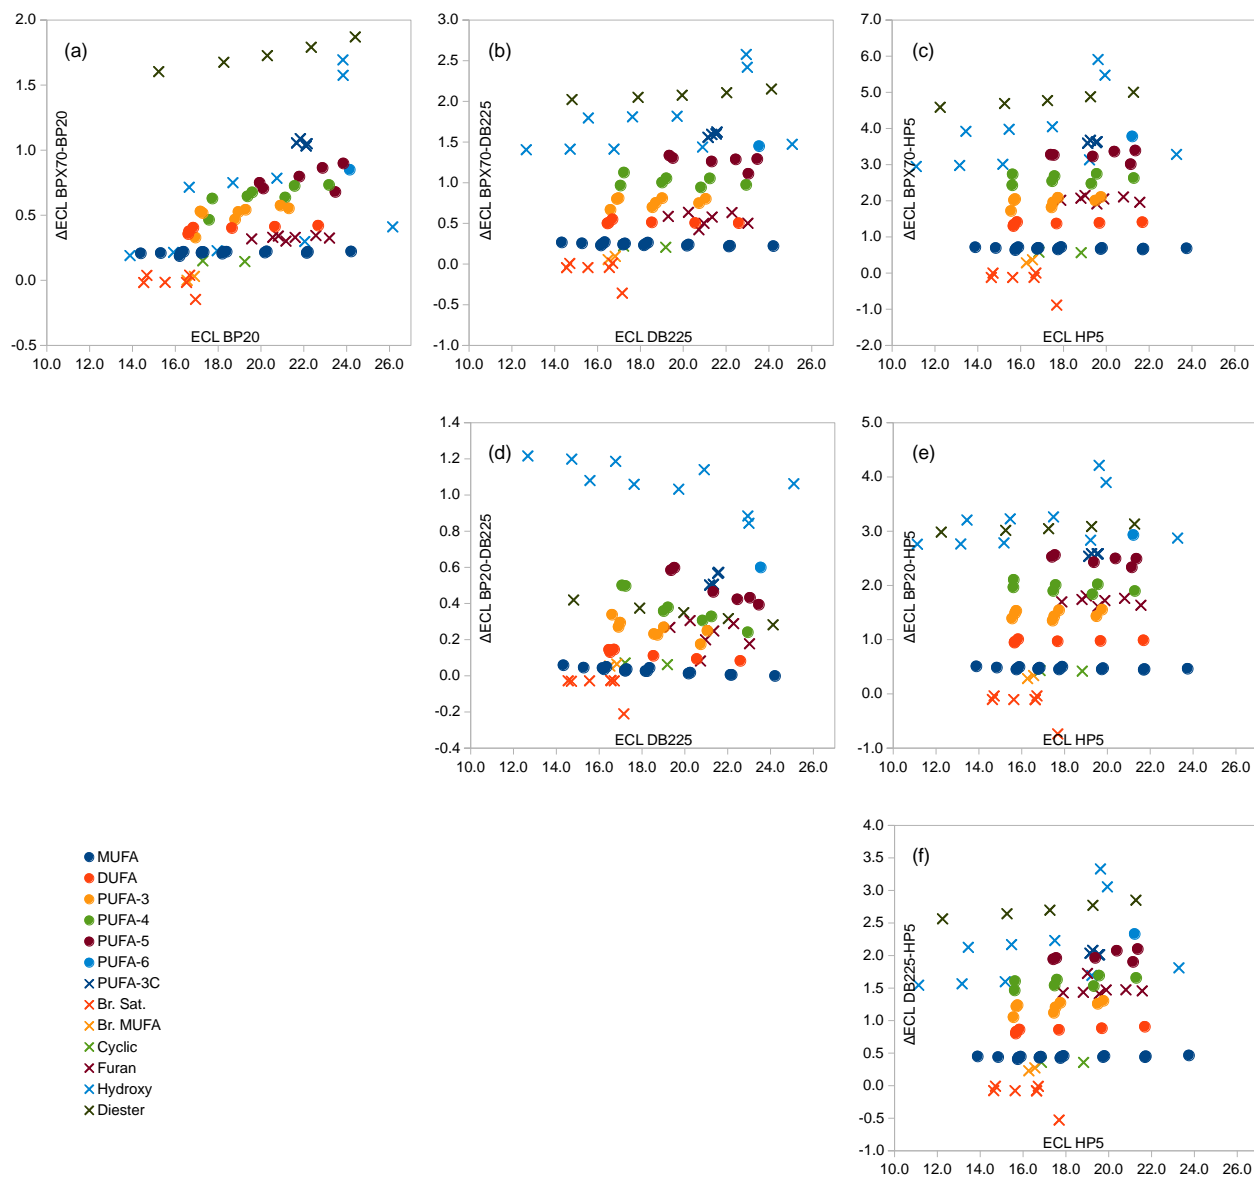 2.0
(a)
1.5
1.0
0.5
0.0
-0.5
ΔECL BPX70-BP20
ECL BP20
10.0 12.0 14.0 16.0 18.0 20.0 22.0 24.0 26.0
3.0
(b)
2.5
2.0
1.5
1.0
0.5
0.0
-0.5
-1.0
ΔECL BPX70-DB225
ECL DB225
10.0 12.0 14.0 16.0 18.0 20.0 22.0 24.0 26.0
7.0
(c)
6.0
5.0
4.0
3.0
2.0
1.0
0.0
-1.0
-2.0
ΔECL BPX70-HP5
ECL HP5
10.0 12.0 14.0 16.0 18.0 20.0 22.0 24.0 26.0
1.4
(d)
1.2
1.0
0.8
0.6
0.4
0.2
0.0
-0.2
-0.4
ΔECL BP20-DB225
ECL DB225
10.0 12.0 14.0 16.0 18.0 20.0 22.0 24.0 26.0
5.0
(e)
4.0
3.0
2.0
1.0
0.0
-1.0
ΔECL BP20-HP5
ECL HP5
10.0 12.0 14.0 16.0 18.0 20.0 22.0 24.0 26.0
4.0
(f)
3.5
3.0
2.5
2.0
1.5
1.0
0.5
0.0
-0.5
-1.0
ΔECL DB225-HP5
ECL HP5
10.0 12.0 14.0 16.0 18.0 20.0 22.0 24.0 26.0
MUFA
DUFA
PUFA-3
PUFA-4
PUFA-5
PUFA-6
PUFA-3C
Br. Sat.
Br. MUFA
Cyclic
Furan
Hydroxy
Diester